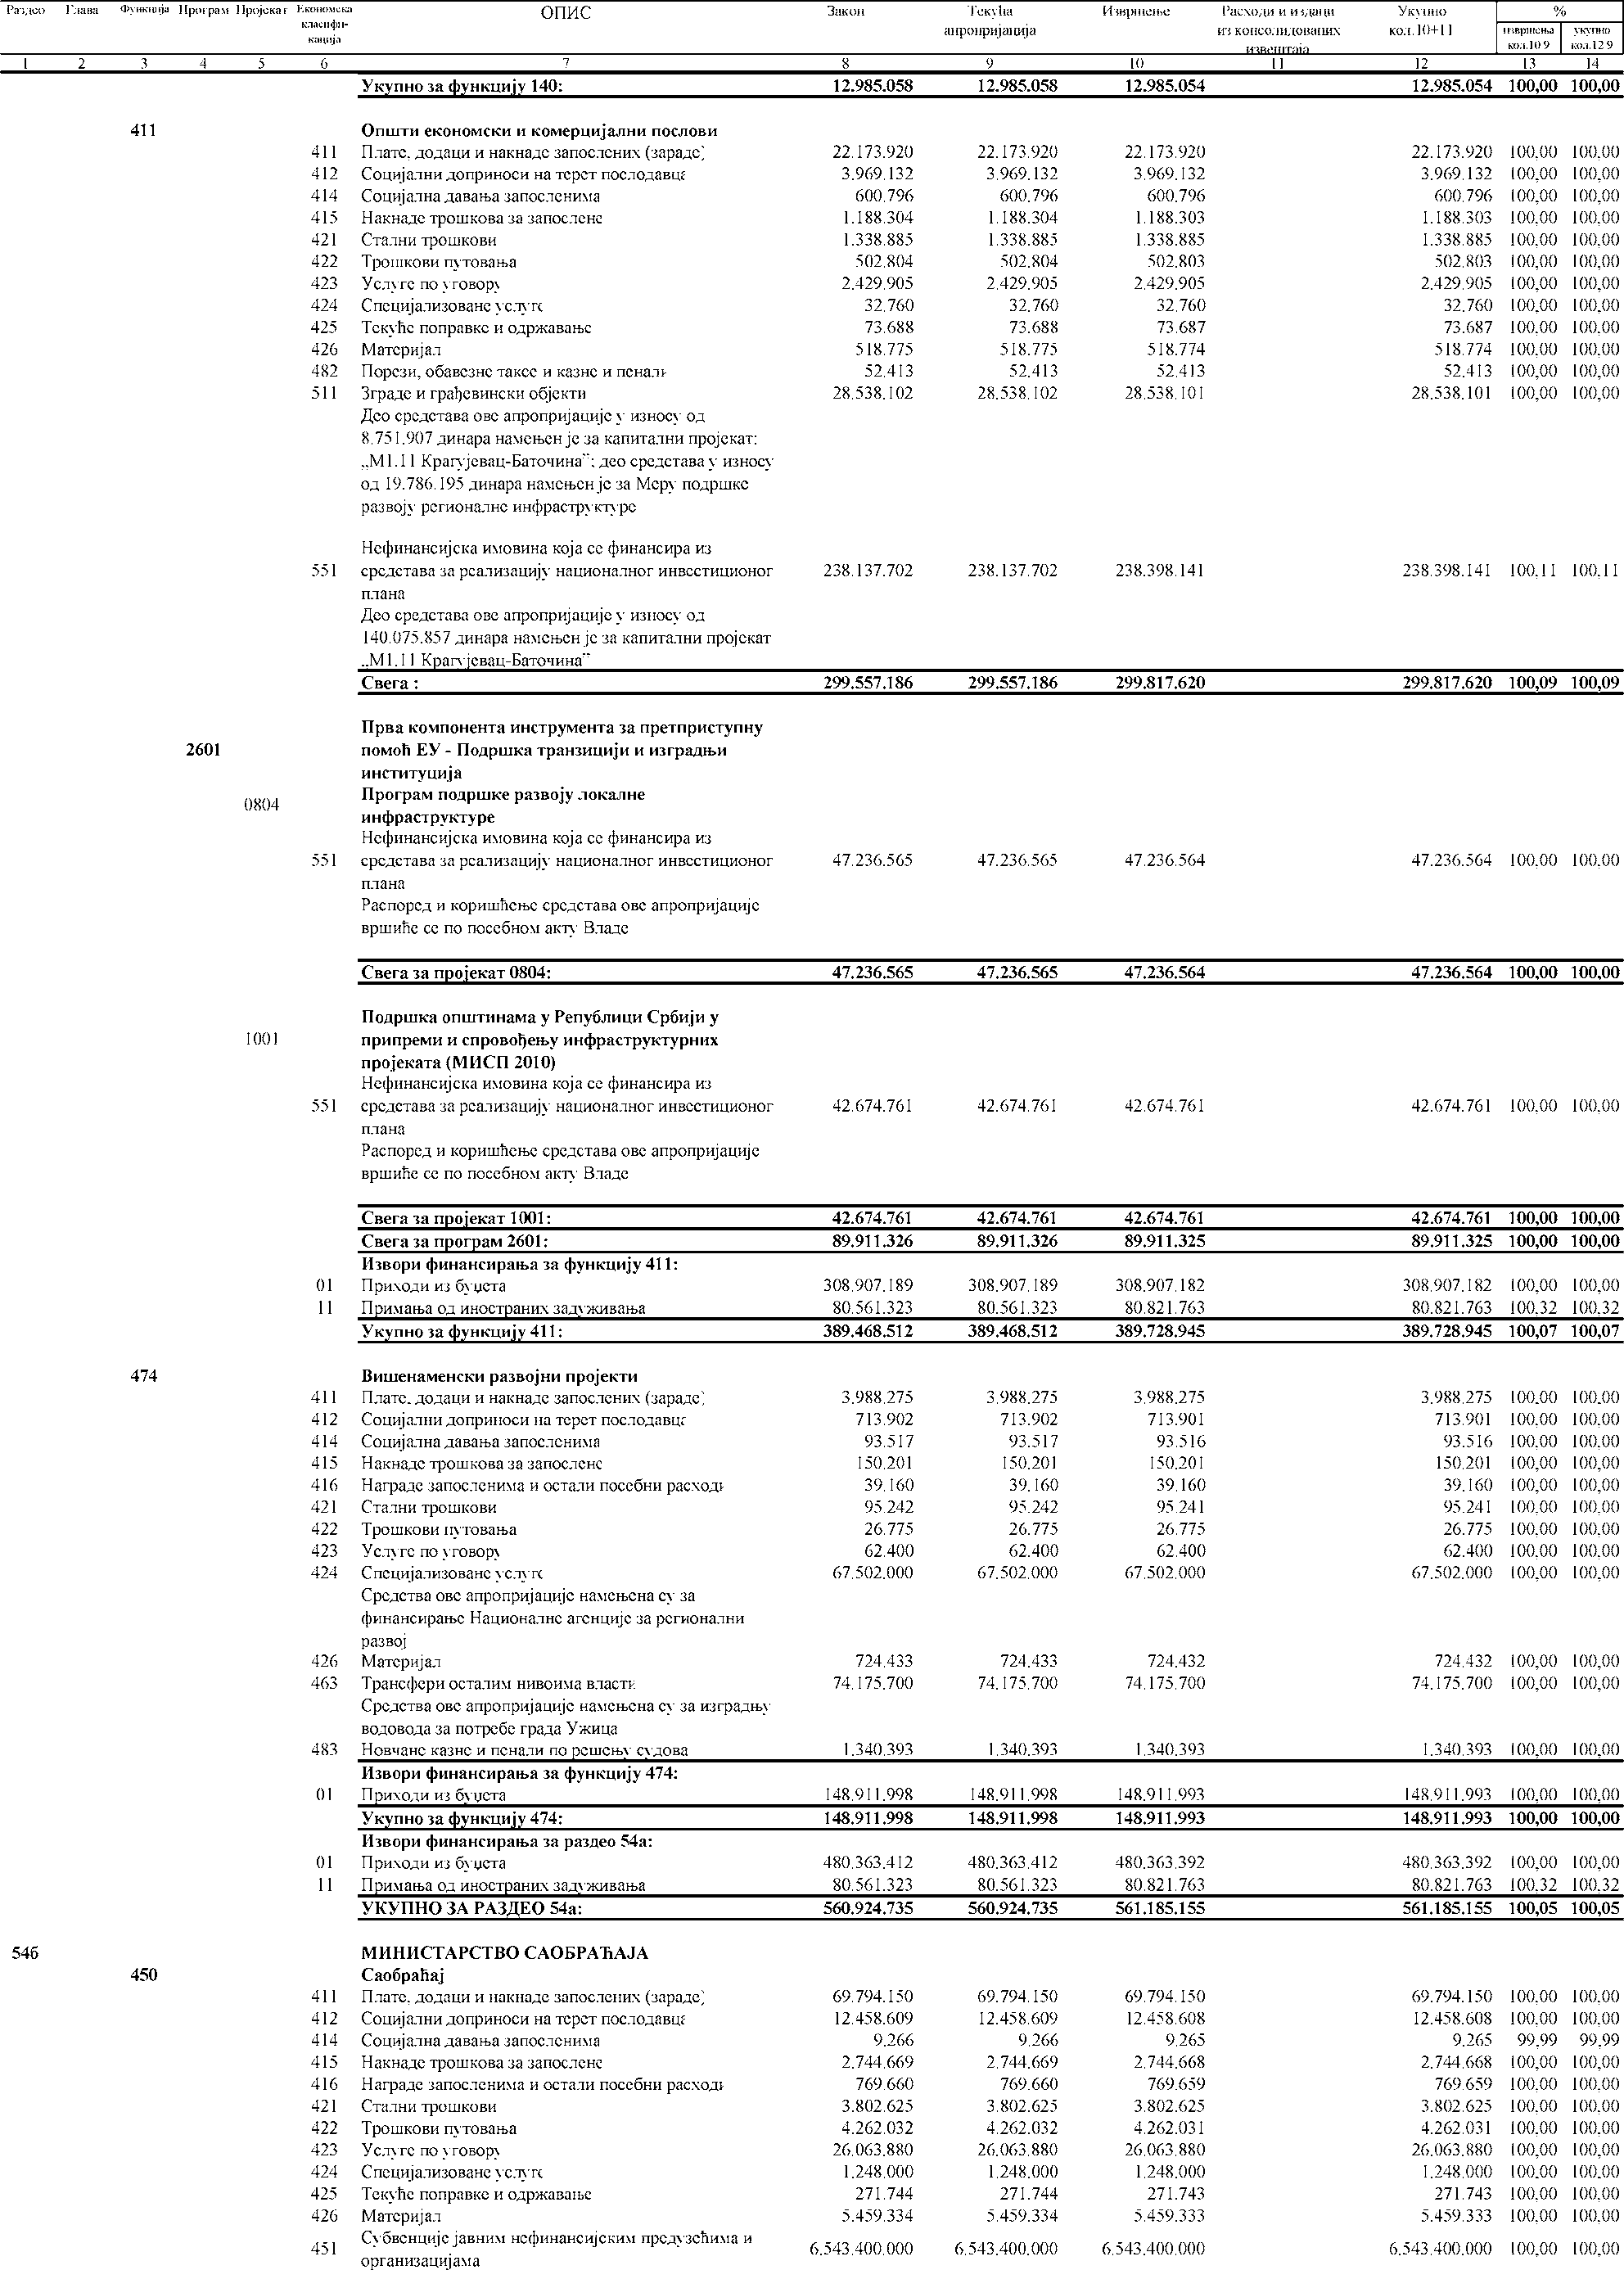 Раздео Глава Функција Програм Пројекат Економска класифи-кација ОПИС Закон Текућа апропријација Извршење Расходи и издаци из консолидованих извештаја Укупно кол.10+11 %
извршења кол.10 9 укупно кол.12 9
1 2 3 4 5 6 7 8 9 10 11 12 13 14
Укупно за функцију 140: 12.985.058 12.985.058 12.985.054 12.985.054 100,00 100,00
411 Општи економски и комерцијални послови
411 Плате, додаци и накнаде запослених (зараде) 22.173.920 22.173.920 22.173.920 22.173.920 100,00 100,00
412 Социјални доприноси на терет послодавца 3.969.132 3.969.132 3.969.132 3.969.132 100,00 100,00
414 Социјална давања запосленима 600.796 600.796 600.796 600.796 100,00 100,00
415 Накнаде трошкова за запослене 1.188.304 1.188.304 1.188.303 1.188.303 100,00 100,00
421 Стални трошкови 1.338.885 1.338.885 1.338.885 1.338.885 100,00 100,00
422 Трошкови путовања 502.804 502.804 502.803 502.803 100,00 100,00
423 Услуге по уговору 2.429.905 2.429.905 2.429.905 2.429.905 100,00 100,00
424 Специјализоване услуге 32.760 32.760 32.760 32.760 100,00 100,00
425 Текуће поправке и одржавање 73.688 73.688 73.687 73.687 100,00 100,00
426 Материјал 518.775 518.775 518.774 518.774 100,00 100,00
482 Порези, обавезне таксе и казне и пенали 52.413 52.413 52.413 52.413 100,00 100,00
511 Зграде и грађевински објекти 28.538.102 28.538.102 28.538.101 28.538.101 100,00 100,00
Део средстава ове апропријације у износу од
8.751.907 динара намењен је за капитални пројекат:
„М1.11 Крагујевац-Баточина”; део средстава у износу
од 19.786.195 динара намењен је за Меру подршке
развоју регионалне инфраструктуре
Нефинансијска имовина која се финансира из
551 средстава за реализацију националног инвестиционог 238.137.702 238.137.702 238.398.141 238.398.141 100,11 100,11
плана
Део средстава ове апропријације у износу од
140.075.857 динара намењен је за капитални пројекат
„М1.11 Крагујевац-Баточина”
Свега : 299.557.186 299.557.186 299.817.620 299.817.620 100,09 100,09
Прва компонента инструмента за претприступну
2601 помоћ ЕУ - Подршка транзицији и изградњи
институција
0804 Програм подршке развоју локалне
инфраструктуре
Нефинансијска имовина која се финансира из
551 средстава за реализацију националног инвестиционог 47.236.565 47.236.565 47.236.564 47.236.564 100,00 100,00
плана
Распоред и коришћење средстава ове апропријације
вршиће се по посебном акту Владе
Свега за пројекат 0804: 47.236.565 47.236.565 47.236.564 47.236.564 100,00 100,00
Подршка општинама у Републици Србији у
1001 припреми и спровођењу инфраструктурних
пројеката (МИСП 2010)
Нефинансијска имовина која се финансира из
551 средстава за реализацију националног инвестиционог 42.674.761 42.674.761 42.674.761 42.674.761 100,00 100,00
плана
Распоред и коришћење средстава ове апропријације
вршиће се по посебном акту Владе
Свега за пројекат 1001: 42.674.761 42.674.761 42.674.761 42.674.761 100,00 100,00
Свега за програм 2601: 89.911.326 89.911.326 89.911.325 89.911.325 100,00 100,00
Извори финансирања за функцију 411:
01 Приходи из буџета 308.907.189 308.907.189 308.907.182 308.907.182 100,00 100,00
11 Примања од иностраних задуживања 80.561.323 80.561.323 80.821.763 80.821.763 100,32 100,32
Укупно за функцију 411: 389.468.512 389.468.512 389.728.945 389.728.945 100,07 100,07
474 Вишенаменски развојни пројекти
411 Плате, додаци и накнаде запослених (зараде) 3.988.275 3.988.275 3.988.275 3.988.275 100,00 100,00
412 Социјални доприноси на терет послодавца 713.902 713.902 713.901 713.901 100,00 100,00
414 Социјална давања запосленима 93.517 93.517 93.516 93.516 100,00 100,00
415 Накнаде трошкова за запослене 150.201 150.201 150.201 150.201 100,00 100,00
416 Награде запосленима и остали посебни расходи 39.160 39.160 39.160 39.160 100,00 100,00
421 Стални трошкови 95.242 95.242 95.241 95.241 100,00 100,00
422 Трошкови путовања 26.775 26.775 26.775 26.775 100,00 100,00
423 Услуге по уговору 62.400 62.400 62.400 62.400 100,00 100,00
424 Специјализоване услуге 67.502.000 67.502.000 67.502.000 67.502.000 100,00 100,00
Средства ове апропријације намењена су за
финансирање Националне агенције за регионални
развој
426 Материјал 724.433 724.433 724.432 724.432 100,00 100,00
463 Трансфери осталим нивоима власти 74.175.700 74.175.700 74.175.700 74.175.700 100,00 100,00
Средства ове апропријације намењена су за изградњу
водовода за потребе града Ужица
483 Новчане казне и пенали по решењу судова 1.340.393 1.340.393 1.340.393 1.340.393 100,00 100,00
Извори финансирања за функцију 474:
01 Приходи из буџета 148.911.998 148.911.998 148.911.993 148.911.993 100,00 100,00
Укупно за функцију 474: 148.911.998 148.911.998 148.911.993 148.911.993 100,00 100,00
Извори финансирања за раздео 54а:
01 Приходи из буџета 480.363.412 480.363.412 480.363.392 480.363.392 100,00 100,00
11 Примања од иностраних задуживања 80.561.323 80.561.323 80.821.763 80.821.763 100,32 100,32
УКУПНО ЗА РАЗДЕО 54а: 560.924.735 560.924.735 561.185.155 561.185.155 100,05 100,05
54б МИНИСТАРСТВО САОБРАЋАЈА
450 Саобраћај
411 Плате, додаци и накнаде запослених (зараде) 69.794.150 69.794.150 69.794.150 69.794.150 100,00 100,00
412 Социјални доприноси на терет послодавца 12.458.609 12.458.609 12.458.608 12.458.608 100,00 100,00
414 Социјална давања запосленима 9.266 9.266 9.265 9.265 99,99 99,99
415 Накнаде трошкова за запослене 2.744.669 2.744.669 2.744.668 2.744.668 100,00 100,00
416 Награде запосленима и остали посебни расходи 769.660 769.660 769.659 769.659 100,00 100,00
421 Стални трошкови 3.802.625 3.802.625 3.802.625 3.802.625 100,00 100,00
422 Трошкови путовања 4.262.032 4.262.032 4.262.031 4.262.031 100,00 100,00
423 Услуге по уговору 26.063.880 26.063.880 26.063.880 26.063.880 100,00 100,00
424 Специјализоване услуге 1.248.000 1.248.000 1.248.000 1.248.000 100,00 100,00
425 Текуће поправке и одржавање 271.744 271.744 271.743 271.743 100,00 100,00
426 Материјал 5.459.334 5.459.334 5.459.333 5.459.333 100,00 100,00
Субвенције јавним нефинансијским предузећима и
451 организацијама 6.543.400.000 6.543.400.000 6.543.400.000 6.543.400.000 100,00 100,00